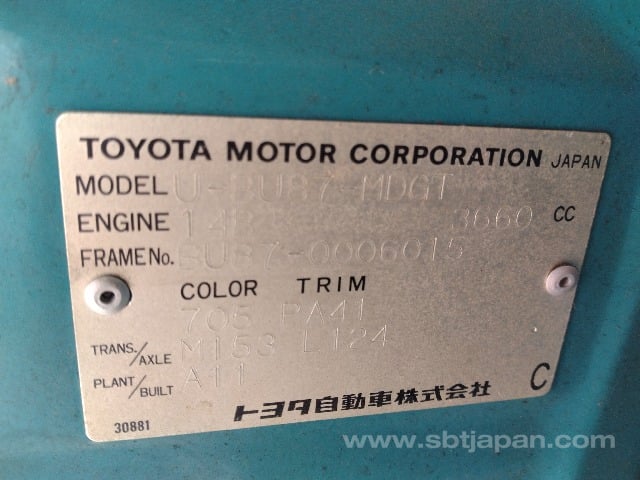 TOYOTA MOTOR CORPORATION JAPAN
MODEL U-BU87-MDGT
ENGINE 14B 3660 CC
FRAME No. BU87-0006015
COLOR TRIM
705 PA41
TRANS./AXLE M153 L124
PLANT/BUILT A11
トヨタ自動車株式会社 C
30881
www.sbtjapan.com